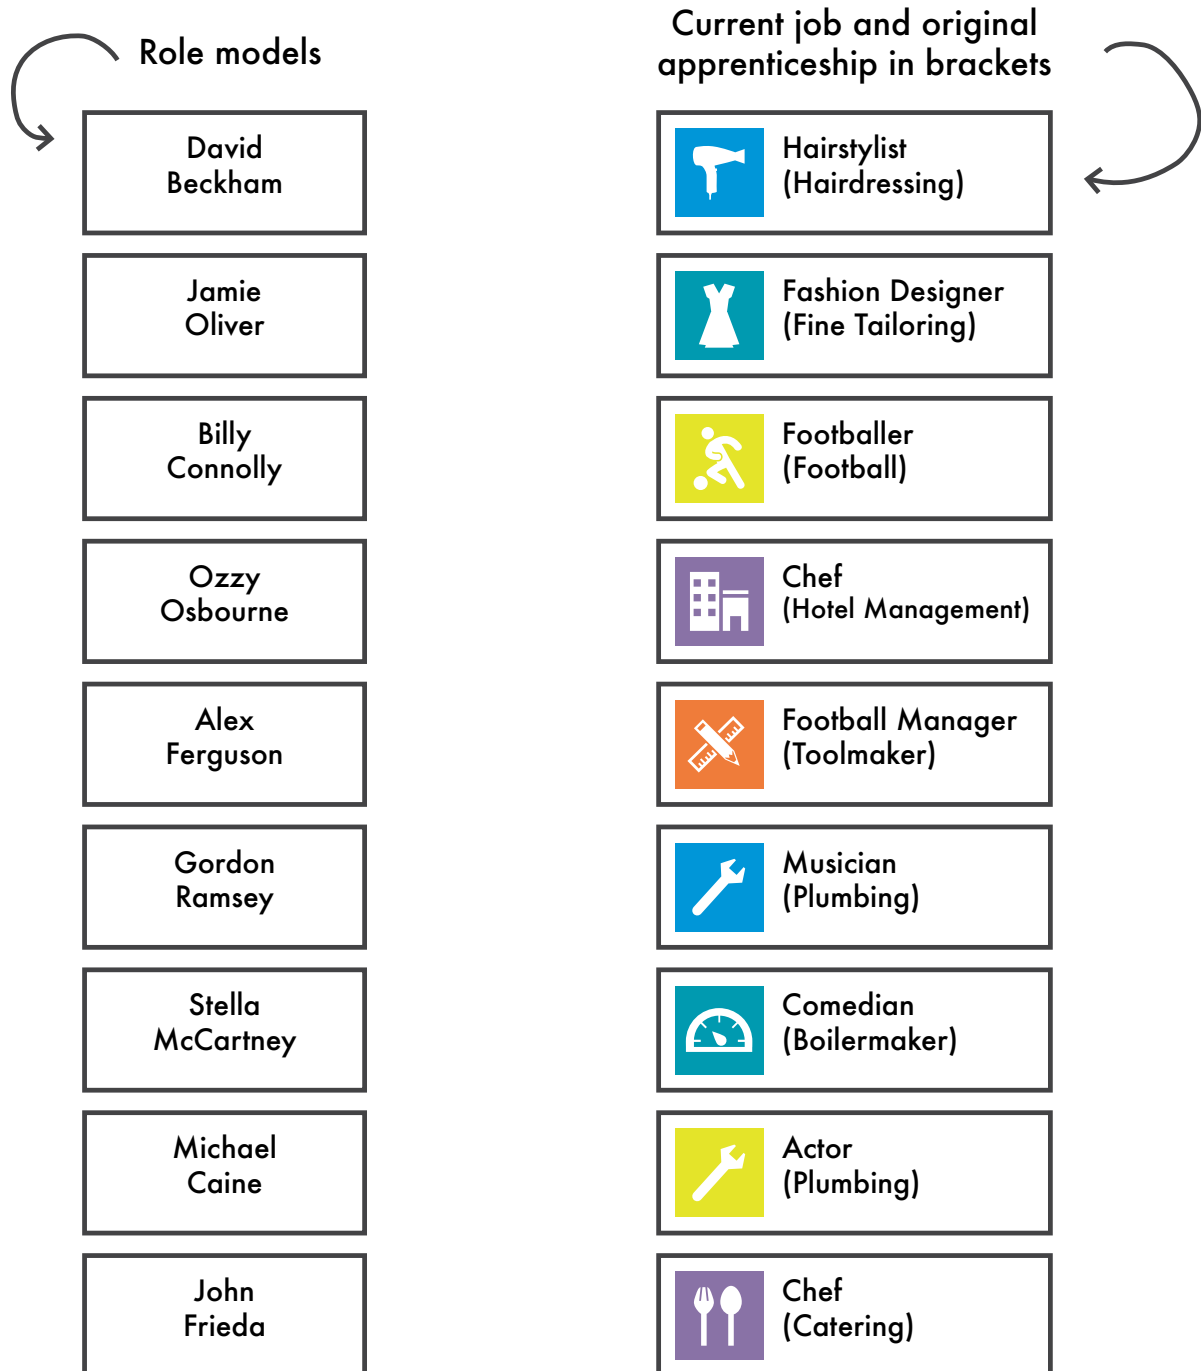 Role models
David
Beckham
Jamie
Oliver
Billy
Connolly
Ozzy
Osbourne
Alex
Ferguson
Gordon
Ramsey
Stella
McCartney
Michael
Caine
John
Frieda
Current job and original
apprenticeship in brackets
Hairstylist
(Hairdressing)
Fashion Designer
(Fine Tailoring)
Footballer
(Football)
Chef
(Hotel Management)
Football Manager
(Toolmaker)
Musician
(Plumbing)
Comedian
(Boilermaker)
Actor
(Plumbing)
Chef
(Catering)